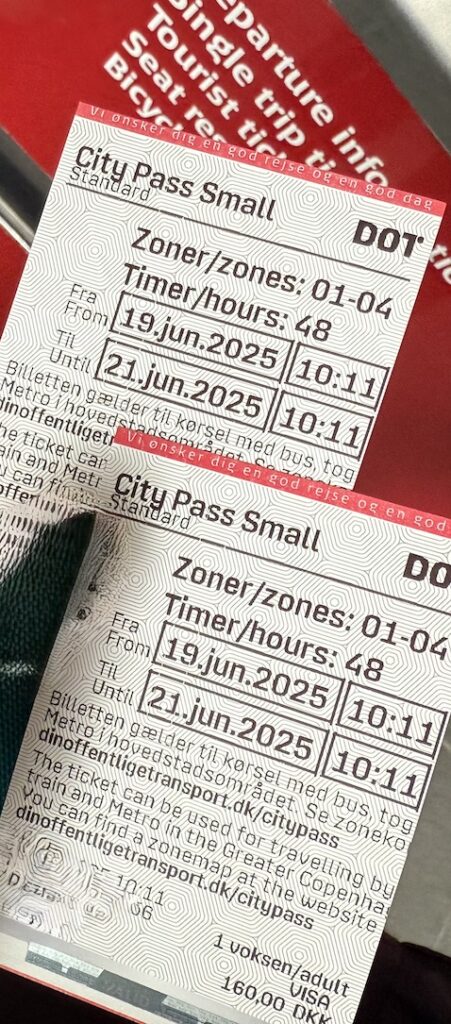 eparture info
Single trip ti
Tourist tick
Seat res
Bicyc
Vi ønsker dig en god rejse og en god dag
City Pass Small
Standard
DOT
Zoner/zones: 01-04
Timer/hours: 48
Fra
From
19.jun.2025 10:11
Til
Until
21.jun.2025 10:11
Billetten gælder til kørsel med bus, tog
Metro i hovedstadsområdet. Se zone
dinoffentliget
The ticket can
train and Metr
You can fin
dinoffen
Vi ønsker dig en god rejse og en god
City Pass Small
Standard
DO
Zoner/zones: 01-04
Timer/hours: 48
Fra
From
19.jun.2025 10:11
Til
Until
21.jun.2025 10:11
Billetten gælder til kørsel med bus, tog
Metro i hovedstadsområdet. Se Zoneko
dinoffentligetransport.dk/citypass
The ticket can be used for travelling by
train and Metro in the Greater Copenha
You can find a zonemap at the website
dinoffentligetransport.dk/citypass
10:11
1 voksen/adult
VISA
160,00 DKK